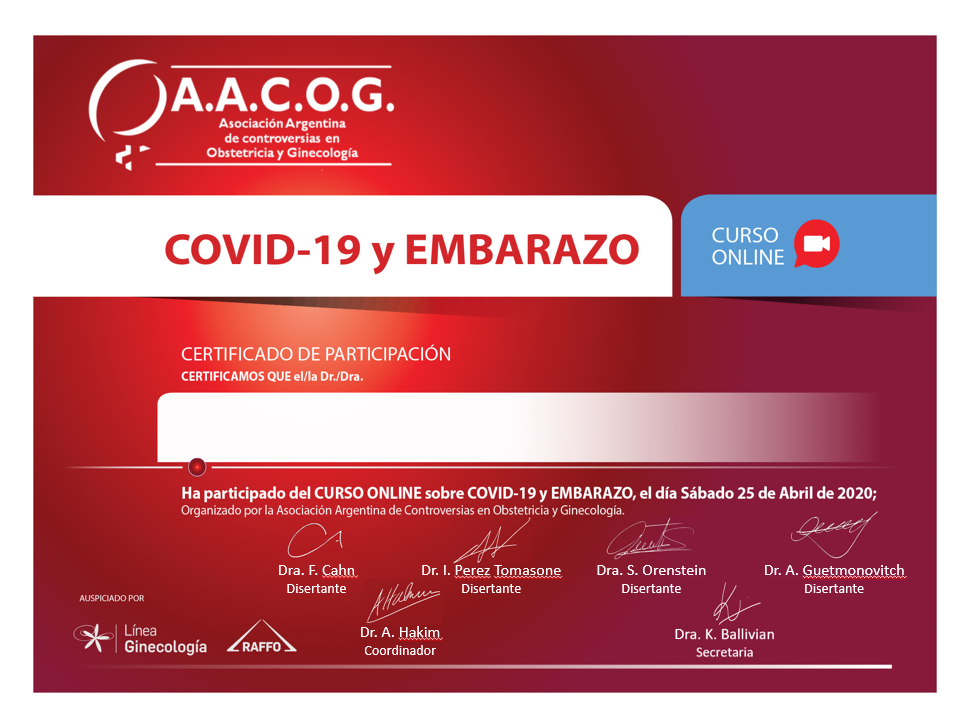 A.A.C.O.G.
Asociación Argentina
de controversias en
Obstetricia y Ginecología
COVID-19 y EMBARAZO
CURSO
ONLINE
CERTIFICADO DE PARTICIPACIÓN
CERTIFICAMOS QUE el/la Dr./Dra.
Ha participado del CURSO ONLINE sobre COVID-19 y EMBARAZO, el día Sábado 25 de Abril de 2020;
Organizado por la Asociación Argentina de Controversias en Obstetricia y Ginecología.
Dra. F. Cahn
Disertante
Dr. I. Perez Tomasone
Disertante
Dra. S. Orenstein
Disertante
Dr. A. Guetmonovitch
Disertante
Dr. A. Hakim
Coordinador
Dra. K. Ballivian
Secretaria
AUSPICIADO POR
Línea
Ginecología
RAFFO